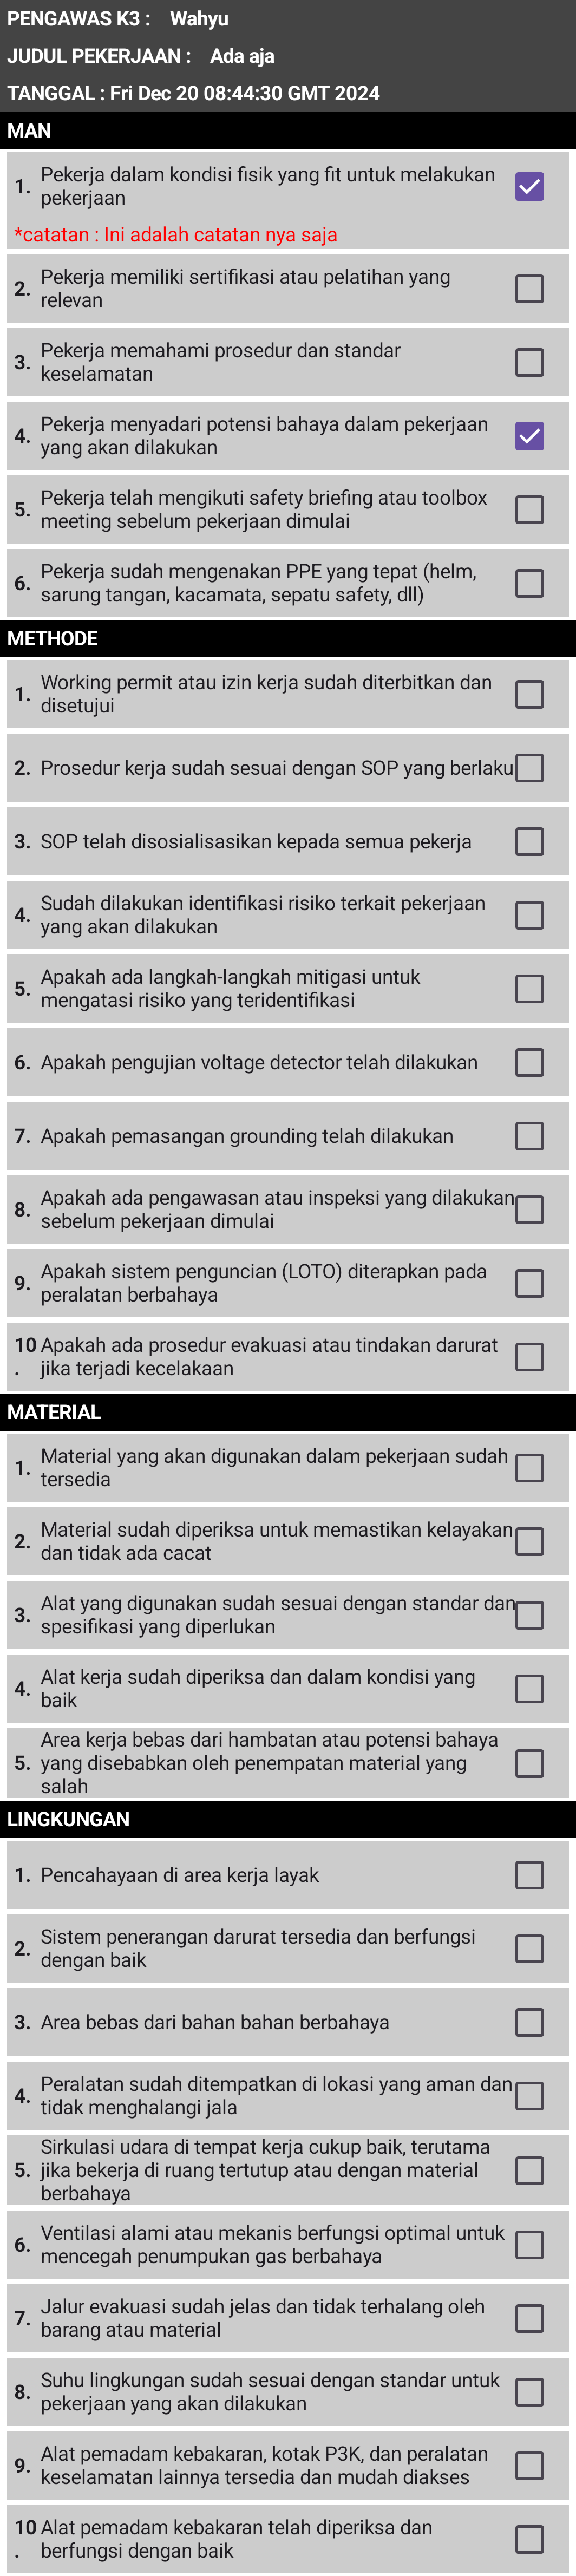 PENGAWAS K3 : Wahyu
JUDUL PEKERJAAN : Ada aja
TANGGAL : Fri Dec 20 08:44:30 GMT 2024
MAN
1. Pekerja dalam kondisi fisik yang fit untuk melakukan
pekerjaan
*catatan : Ini adalah catatan nya saja
2. Pekerja memiliki sertifikasi atau pelatihan yang
relevan
3. Pekerja memahami prosedur dan standar
keselamatan
4. Pekerja menyadari potensi bahaya dalam pekerjaan
yang akan dilakukan
5. Pekerja telah mengikuti safety briefing atau toolbox
meeting sebelum pekerjaan dimulai
6. Pekerja sudah mengenakan PPE yang tepat (helm,
sarung tangan, kacamata, sepatu safety, dll)
METHODE
1. Working permit atau izin kerja sudah diterbitkan dan
disetujui
2. Prosedur kerja sudah sesuai dengan SOP yang berlaku
3. SOP telah disosialisasikan kepada semua pekerja
4. Sudah dilakukan identifikasi risiko terkait pekerjaan
yang akan dilakukan
5. Apakah ada langkah-langkah mitigasi untuk
mengatasi risiko yang teridentifikasi
6. Apakah pengujian voltage detector telah dilakukan
7. Apakah pemasangan grounding telah dilakukan
8. Apakah ada pengawasan atau inspeksi yang dilakukan
sebelum pekerjaan dimulai
9. Apakah sistem penguncian (LOTO) diterapkan pada
peralatan berbahaya
10 Apakah ada prosedur evakuasi atau tindakan darurat
. jika terjadi kecelakaan
MATERIAL
1. Material yang akan digunakan dalam pekerjaan sudah
tersedia
2. Material sudah diperiksa untuk memastikan kelayakan
dan tidak ada cacat
3. Alat yang digunakan sudah sesuai dengan standar dan
spesifikasi yang diperlukan
4. Alat kerja sudah diperiksa dan dalam kondisi yang
baik
Area kerja bebas dari hambatan atau potensi bahaya
5. yang disebabkan oleh penempatan material yang
salah
LINGKUNGAN
1. Pencahayaan di area kerja layak
2. Sistem penerangan darurat tersedia dan berfungsi
dengan baik
3. Area bebas dari bahan bahan berbahaya
4. Peralatan sudah ditempatkan di lokasi yang aman dan
tidak menghalangi jala
Sirkulasi udara di tempat kerja cukup baik, terutama
5. jika bekerja di ruang tertutup atau dengan material
berbahaya
6. Ventilasi alami atau mekanis berfungsi optimal untuk
mencegah penumpukan gas berbahaya
7. Jalur evakuasi sudah jelas dan tidak terhalang oleh
barang atau material
8. Suhu lingkungan sudah sesuai dengan standar untuk
pekerjaan yang akan dilakukan
9. Alat pemadam kebakaran, kotak P3K, dan peralatan
keselamatan lainnya tersedia dan mudah diakses
10 Alat pemadam kebakaran telah diperiksa dan
. berfungsi dengan baik